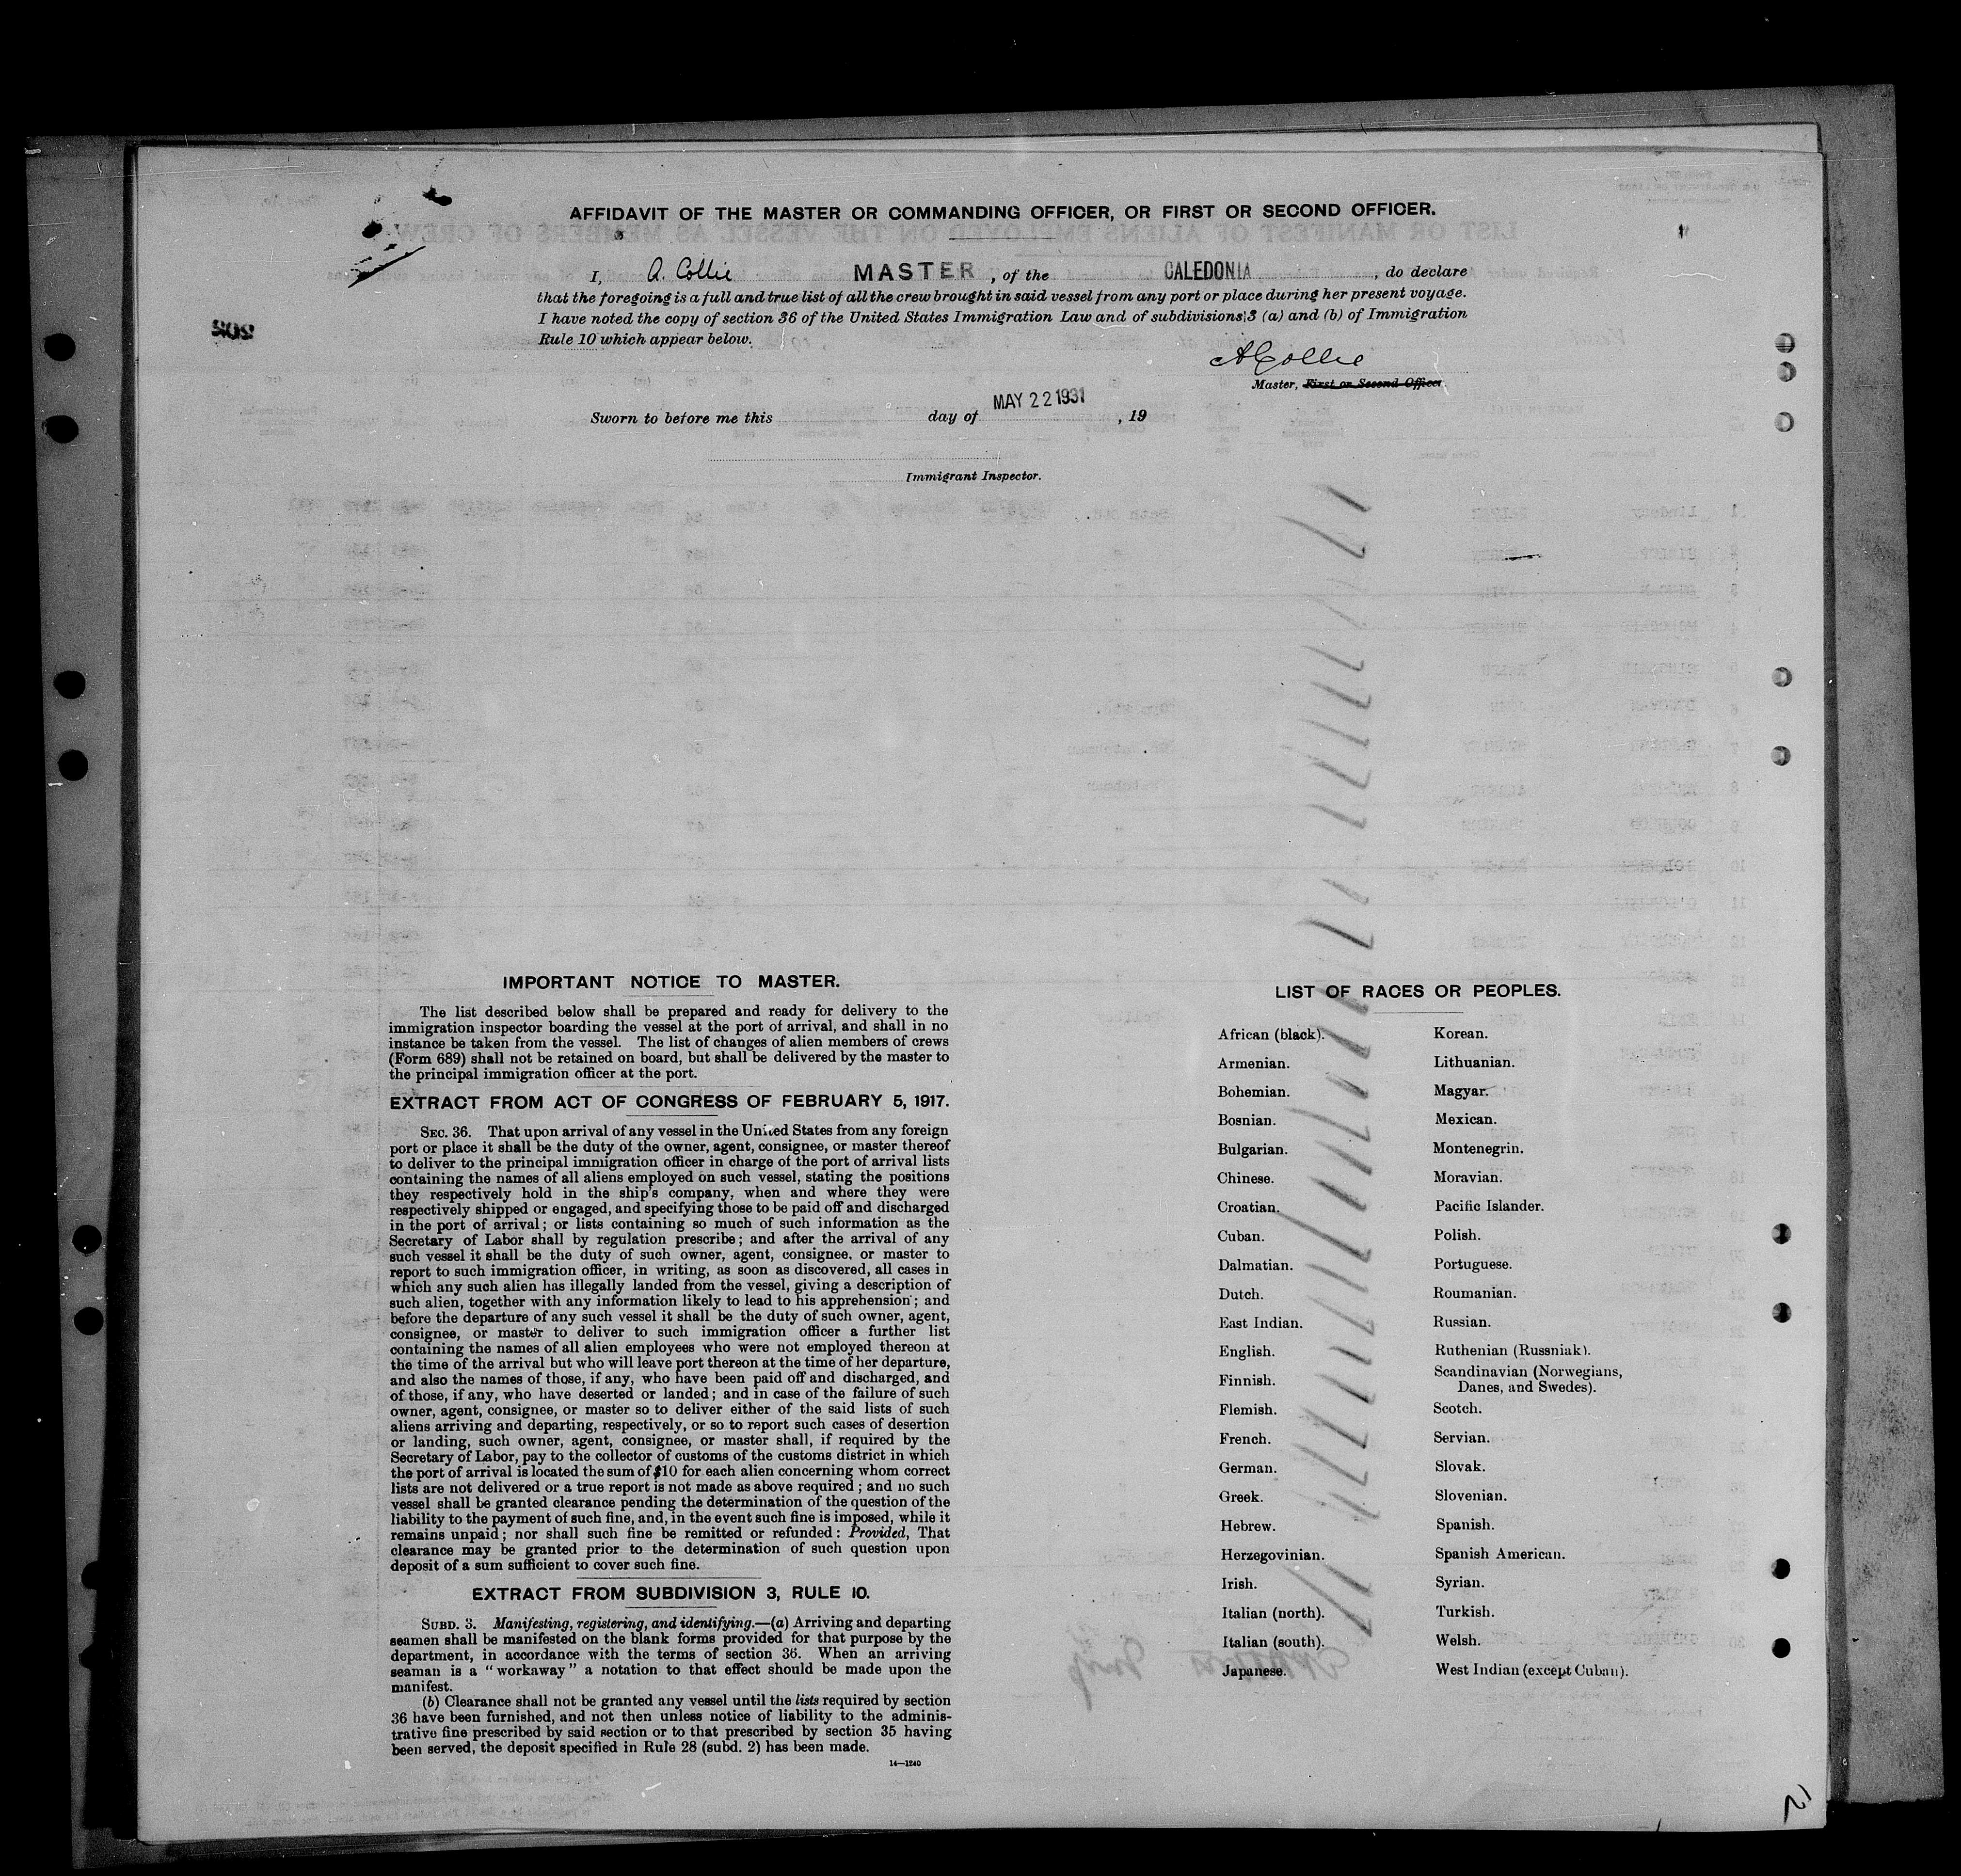 AFFIDAVIT OF THE MASTER OR COMMANDING OFFICER, OR FIRST OR SECOND OFFICER.
I, A. Collie MASTER, of the CALEDONIA, do declare
that the foregoing is a full and true list of all the crew brought in said vessel from any port or place during her present voyage.
I have noted the copy of section 36 of the United States Immigration Law and of subdivisions 3 (a) and (b) of Immigration
Rule 10 which appear below.
A Collie
Master, First or Second Officer.
MAY 22 1931
Sworn to before me this day of , 19
Immigrant Inspector.
IMPORTANT NOTICE TO MASTER.
The list described below shall be prepared and ready for delivery to the
immigration inspector boarding the vessel at the port of arrival, and shall in no
instance be taken from the vessel. The list of changes of alien members of crews
(Form 689) shall not be retained on board, but shall be delivered by the master to
the principal immigration officer at the port.
EXTRACT FROM ACT OF CONGRESS OF FEBRUARY 5, 1917.
SEC. 36. That upon arrival of any vessel in the United States from any foreign
port or place it shall be the duty of the owner, agent, consignee, or master thereof
to deliver to the principal immigration officer in charge of the port of arrival lists
containing the names of all aliens employed on such vessel, stating the positions
they respectively hold in the ship's company, when and where they were
respectively shipped or engaged, and specifying those to be paid off and discharged
in the port of arrival; or lists containing so much of such information as the
Secretary of Labor shall by regulation prescribe; and after the arrival of any
such vessel it shall be the duty of such owner, agent, consignee, or master to
report to such immigration officer, in writing, as soon as discovered, all cases in
which any such alien has illegally landed from the vessel, giving a description of
such alien, together with any information likely to lead to his apprehension; and
before the departure of any such vessel it shall be the duty of such owner, agent,
consignee, or master to deliver to such immigration officer a further list
containing the names of all alien employees who were not employed thereon at
the time of the arrival but who will leave port thereon at the time of her departure,
and also the names of those, if any, who have been paid off and discharged, and
of those, if any, who have deserted or landed; and in case of the failure of such
owner, agent, consignee, or master so to deliver either of the said lists of such
aliens arriving and departing, respectively, or so to report such cases of desertion
or landing, such owner, agent, consignee, or master shall, if required by the
Secretary of Labor, pay to the collector of customs of the customs district in which
the port of arrival is located the sum of $10 for each alien concerning whom correct
lists are not delivered or a true report is not made as above required; and no such
vessel shall be granted clearance pending the determination of the question of the
liability to the payment of such fine, and, in the event such fine is imposed, while it
remains unpaid; nor shall such fine be remitted or refunded: Provided, That
clearance may be granted prior to the determination of such question upon
deposit of a sum sufficient to cover such fine.
EXTRACT FROM SUBDIVISION 3, RULE 10.
SUBD. 3. Manifesting, registering, and identifying.—(a) Arriving and departing
seamen shall be manifested on the blank forms provided for that purpose by the
department, in accordance with the terms of section 36. When an arriving
seaman is a "workaway" a notation to that effect should be made upon the
manifest.
(b) Clearance shall not be granted any vessel until the lists required by section
36 have been furnished, and not then unless notice of liability to the adminis-
trative fine prescribed by said section or to that prescribed by section 35 having
been served, the deposit specified in Rule 28 (subd. 2) has been made.
14—1240
LIST OF RACES OR PEOPLES.
African (black).
Armenian.
Bohemian.
Bosnian.
Bulgarian.
Chinese.
Croatian.
Cuban.
Dalmatian.
Dutch.
East Indian.
English.
Finnish.
Flemish.
French.
German.
Greek.
Hebrew.
Herzegovinian.
Irish.
Italian (north).
Italian (south).
Japanese.
Korean.
Lithuanian.
Magyar.
Mexican.
Montenegrin.
Moravian.
Pacific Islander.
Polish.
Portuguese.
Roumanian.
Russian.
Ruthenian (Russniak).
Scandinavian (Norwegians,
Danes, and Swedes).
Scotch.
Servian.
Slovak.
Slovenian.
Spanish.
Spanish American.
Syrian.
Turkish.
Welsh.
West Indian (except Cuban).